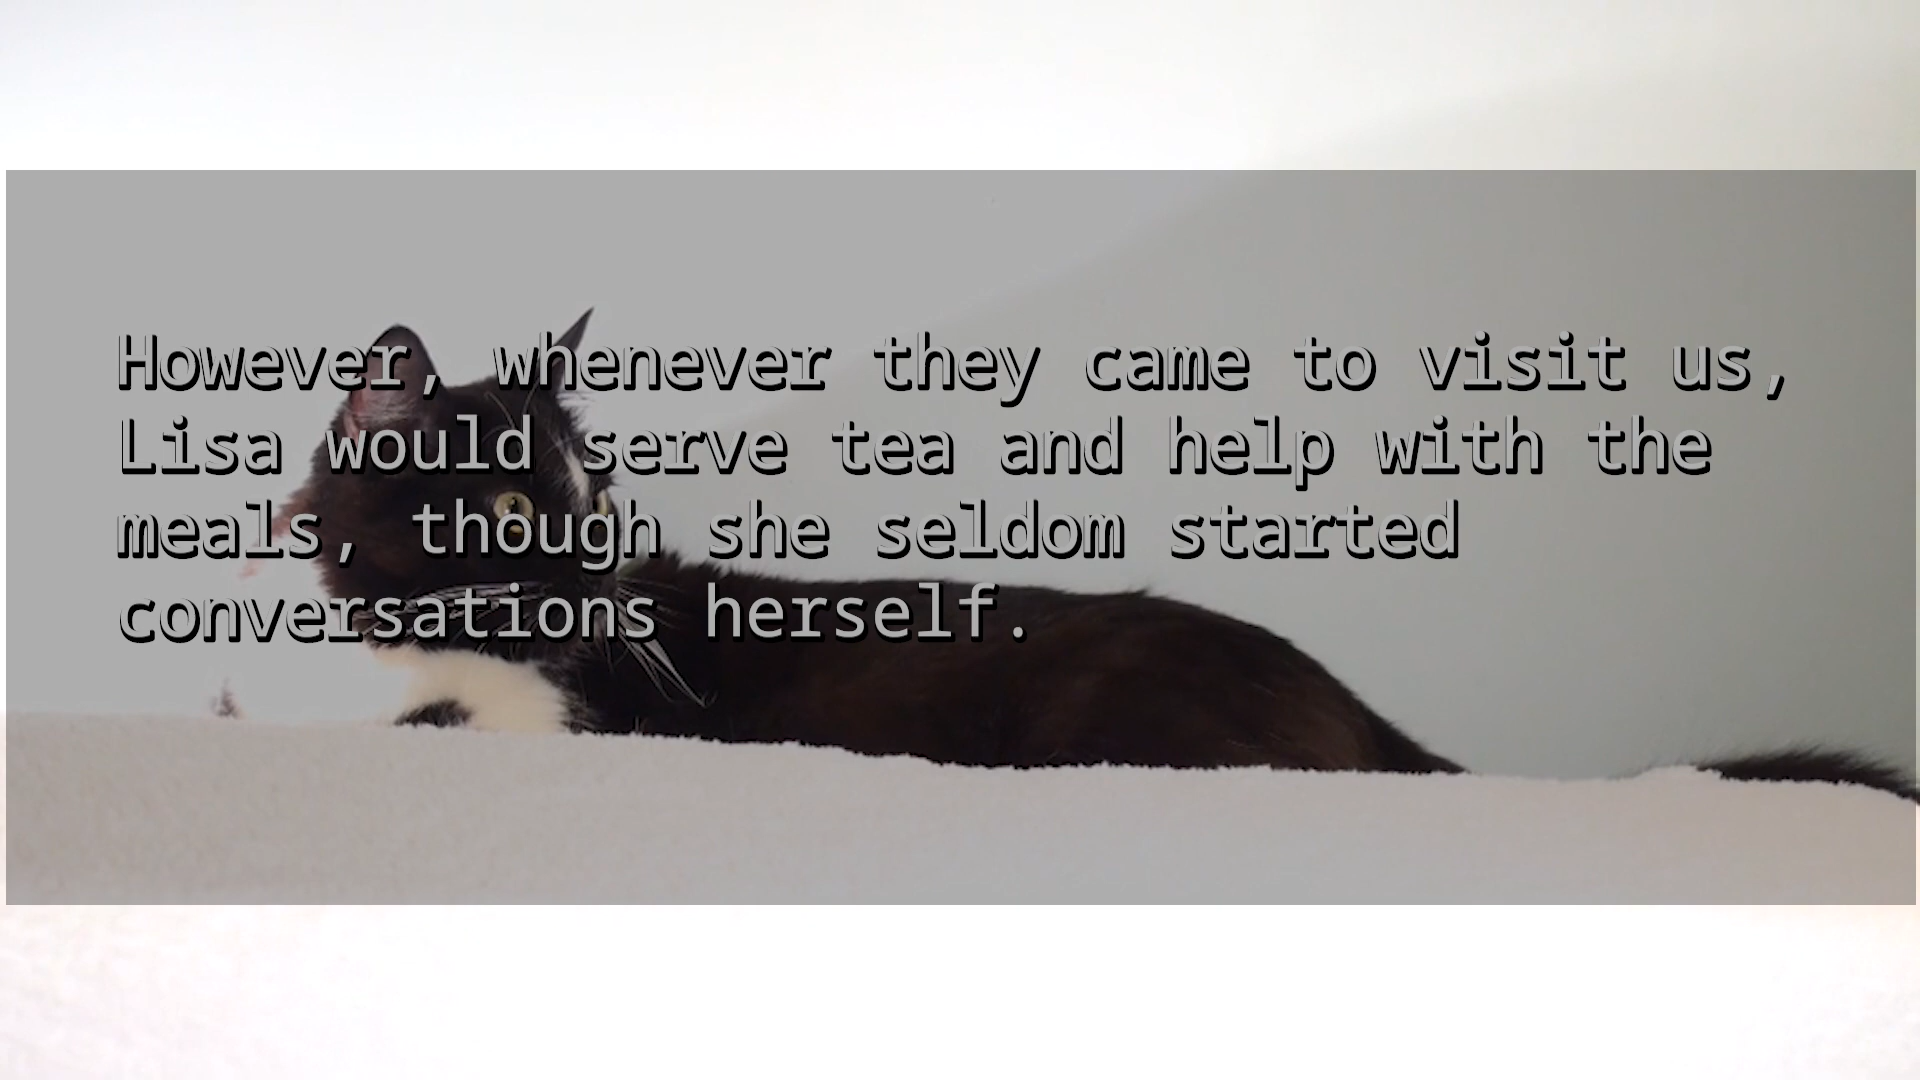 However, whenever they came to visit us,
Lisa would serve tea and help with the
meals, though she seldom started
conversations herself.